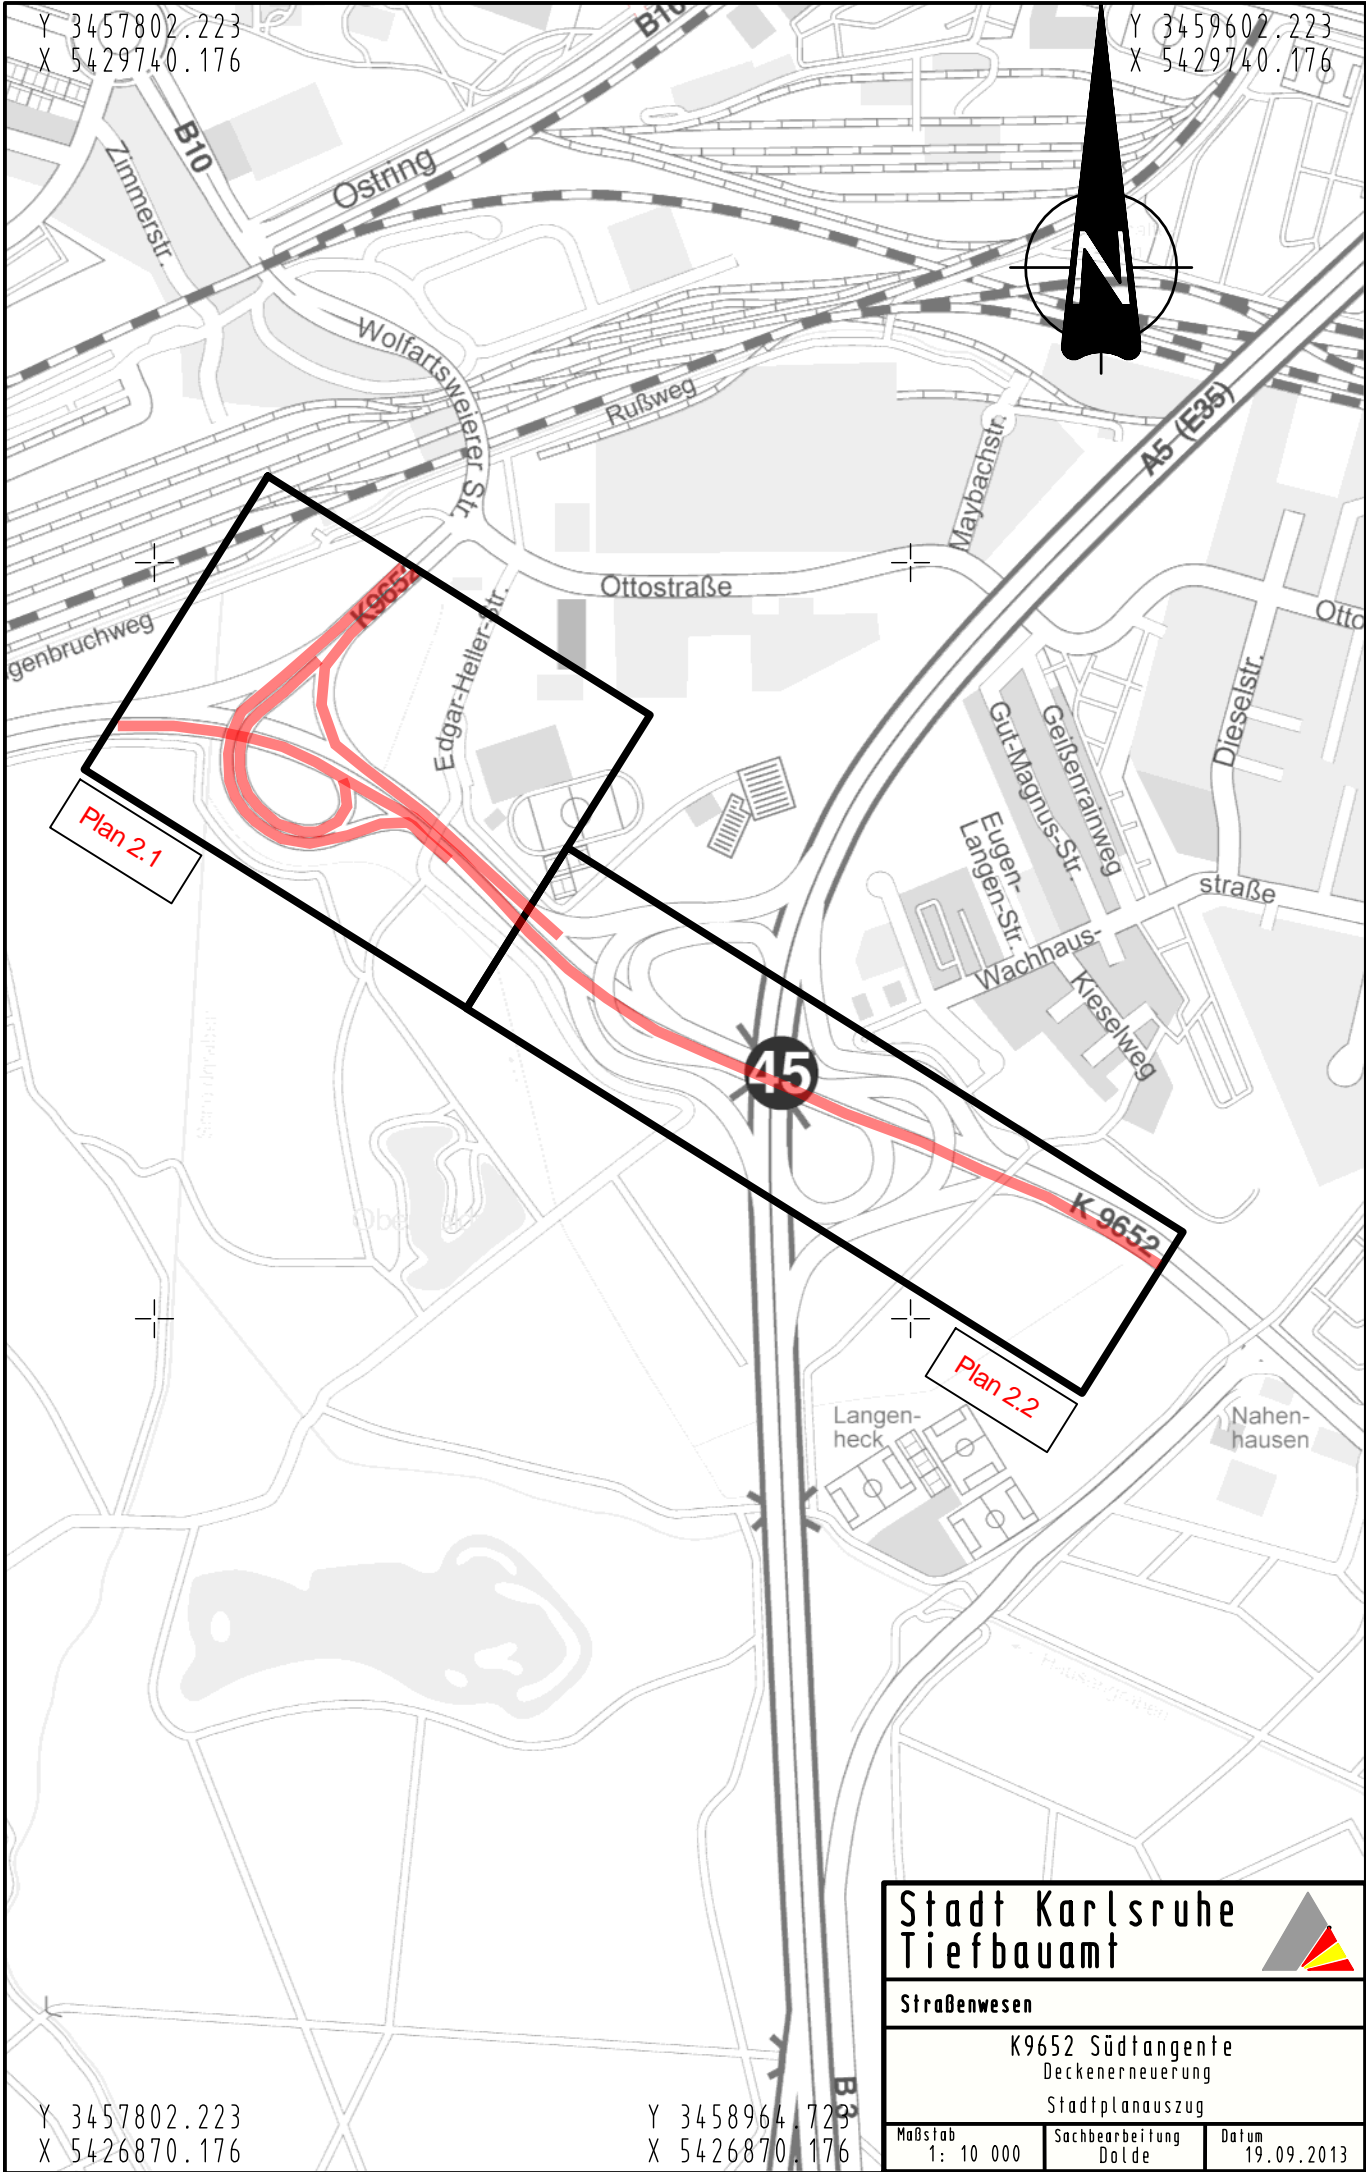 Y 3457802.223
X 5429740.176
B10
Y 3459602.223
X 5429740.176
B10
Zimmerstr.
Ostring
Wolfartsweierer Str.
Rußweg
A5 (E35)
Maybachstr.
K9652
Ottostraße
Otto
genbruchweg
Edgar-Heller-Str.
Dieselstr.
Gut-Magnus-Str.
Geißenrainweg
Plan 2.1
Eugen-
Langen-Str.
straße
Wachhaus-
Kieselweg
45
K 9652
Plan 2.2
Langen-
heck
Nahen-
hausen
B 3
Y 3457802.223
X 5426870.176
Y 3458964.723
X 5426870.176
Stadt Karlsruhe
Tiefbauamt
Straßenwesen
K9652 Südtangente
Deckenerneuerung
Stadtplanauszug
Maßstab
1: 10 000
Sachbearbeitung
Dolde
Datum
19.09.2013
N